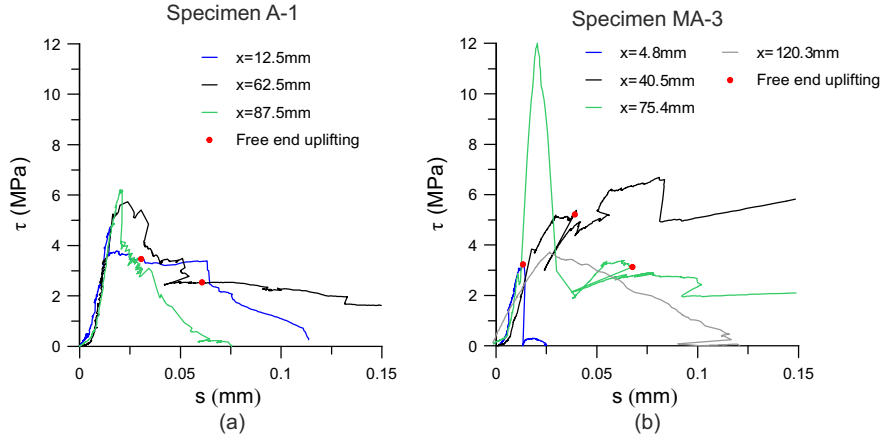 Specimen A-1
12
10
8
6
4
2
0
τ (MPa)
x=12.5mm
x=62.5mm
x=87.5mm
Free end uplifting
0 0.05 0.1 0.15
s (mm)
(a)
Specimen MA-3
12
10
8
6
4
2
0
τ (MPa)
x=4.8mm x=120.3mm
x=40.5mm Free end uplifting
x=75.4mm
0 0.05 0.1 0.15
s (mm)
(b)